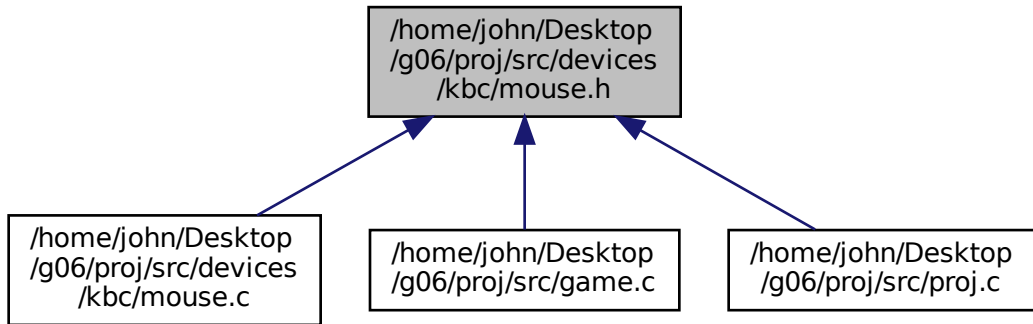 /home/john/Desktop
/g06/proj/src/devices
/kbc/mouse.h
/home/john/Desktop
/g06/proj/src/devices
/kbc/mouse.c
/home/john/Desktop
/g06/proj/src/game.c
/home/john/Desktop
/g06/proj/src/proj.c